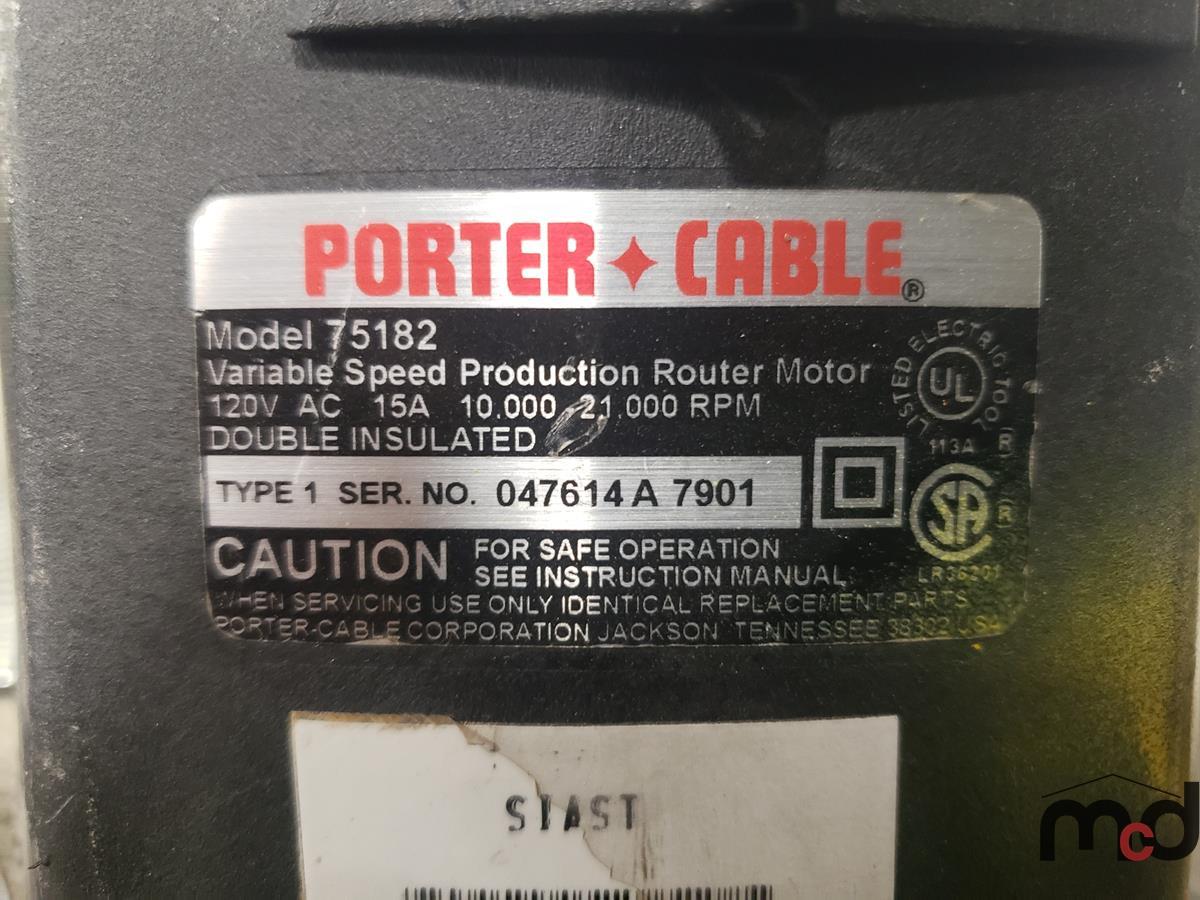 PORTER✦CABLE®
Model 75182
Variable Speed Production Router Motor
120V AC 15A 10.000 21.000 RPM
DOUBLE INSULATED
LISTED ELECTRIC TOOL
UL
113A ®
TYPE 1 SER. NO. 047614 A 7901
SA ®
LR56201
CAUTION FOR SAFE OPERATION
SEE INSTRUCTION MANUAL.
WHEN SERVICING USE ONLY IDENTICAL REPLACEMENT PARTS
PORTER-CABLE CORPORATION JACKSON TENNESSEE 38302 USA
SIAST
mcd